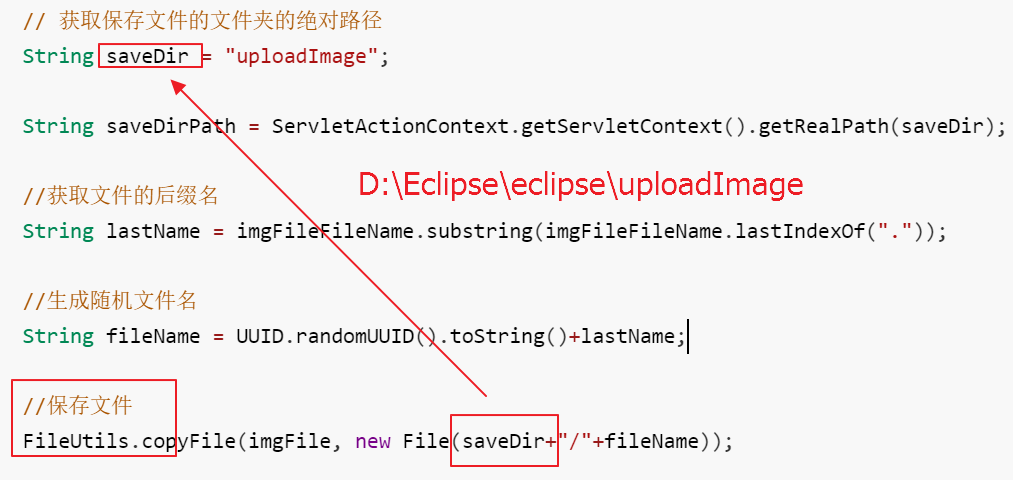 // 获取保存文件的文件夹的绝对路径
String saveDir = "uploadImage";
String saveDirPath = ServletActionContext.getServletContext().getRealPath(saveDir);
D:\Eclipse\eclipse\uploadImage
//获取文件的后缀名
String lastName = imgFileFileName.substring(imgFileFileName.lastIndexOf("."));
//生成随机文件名
String fileName = UUID.randomUUID().toString()+lastName;
//保存文件
FileUtils.copyFile(imgFile, new File(saveDir+"/"+fileName));